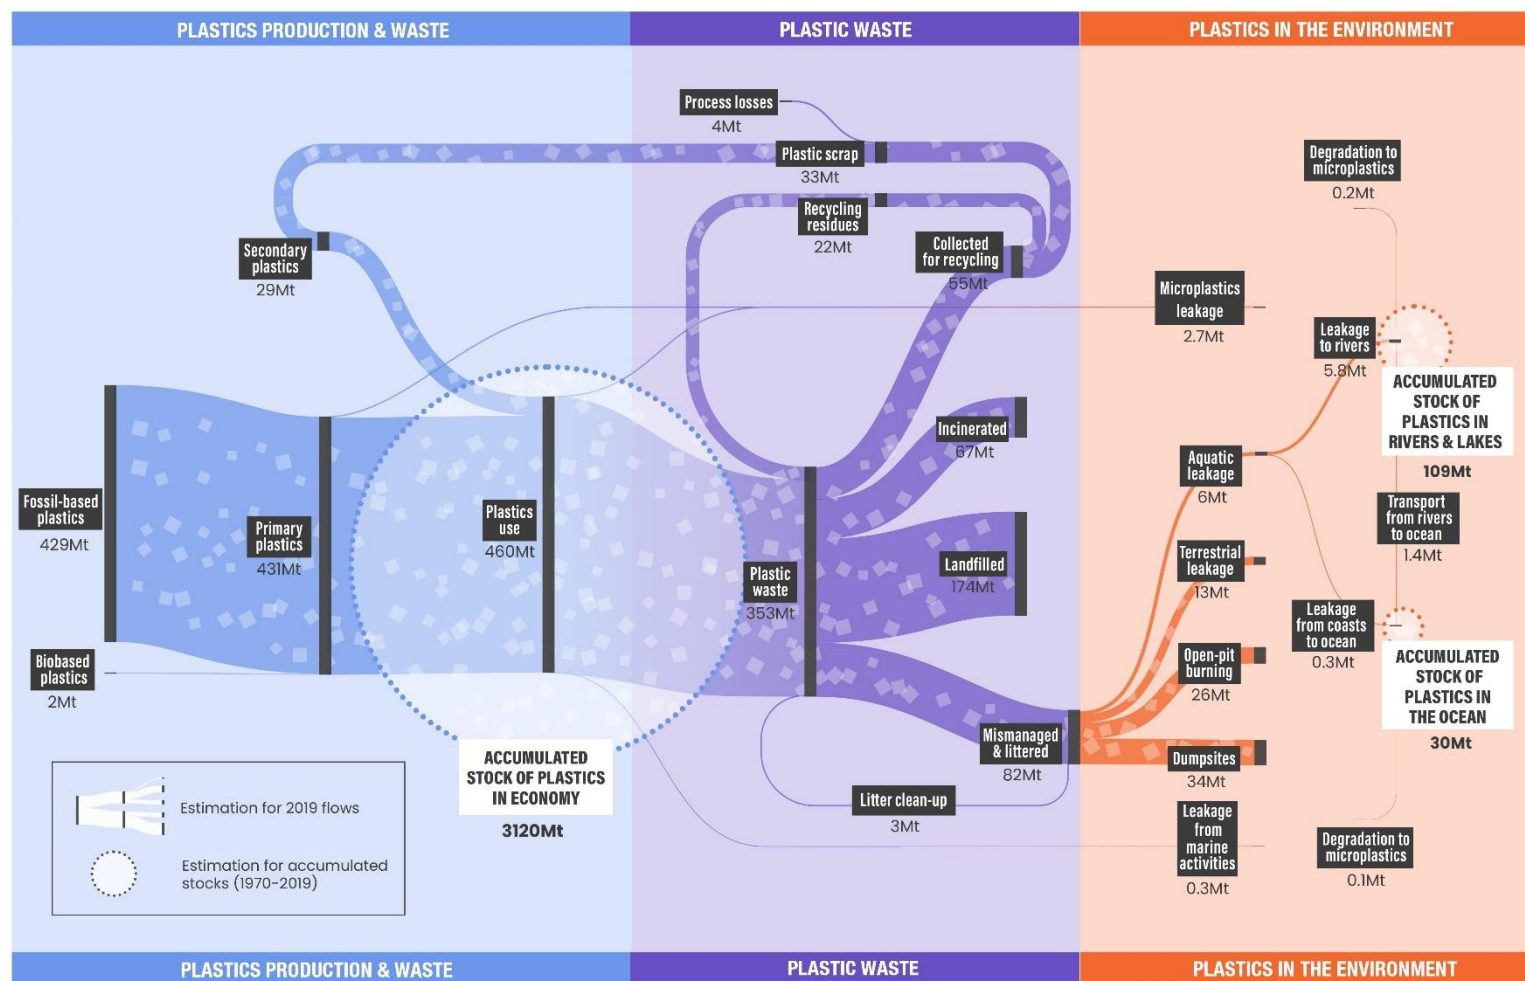 PLASTICS PRODUCTION & WASTE
PLASTIC WASTE
PLASTICS IN THE ENVIRONMENT
Process losses
4Mt
Plastic scrap
33Mt
Recycling
residues
22Mt
Collected
for recycling
55Mt
Secondary
plastics
29Mt
Degradation to
microplastics
0.2Mt
Microplastics
leakage
2.7Mt
Leakage
to rivers
5.8Mt
ACCUMULATED
STOCK OF
PLASTICS IN
RIVERS & LAKES
109Mt
Fossil-based
plastics
429Mt
Primary
plastics
431Mt
Plastics
use
460Mt
Plastic
waste
353Mt
Incinerated
67Mt
Landfilled
174Mt
Aquatic
leakage
6Mt
Transport
from rivers
to ocean
1.4Mt
Terrestrial
leakage
13Mt
Leakage
from coasts
to ocean
0.3Mt
Biobased
plastics
2Mt
Open-pit
burning
26Mt
ACCUMULATED
STOCK OF
PLASTICS IN
THE OCEAN
30Mt
Mismanaged
& littered
82Mt
Dumpsites
34Mt
ACCUMULATED
STOCK OF PLASTICS
IN ECONOMY
3120Mt
Litter clean-up
3Mt
Leakage
from
marine
activities
0.3Mt
Degradation to
microplastics
0.1Mt
Estimation for 2019 flows
Estimation for accumulated
stocks (1970-2019)
PLASTICS PRODUCTION & WASTE
PLASTIC WASTE
PLASTICS IN THE ENVIRONMENT